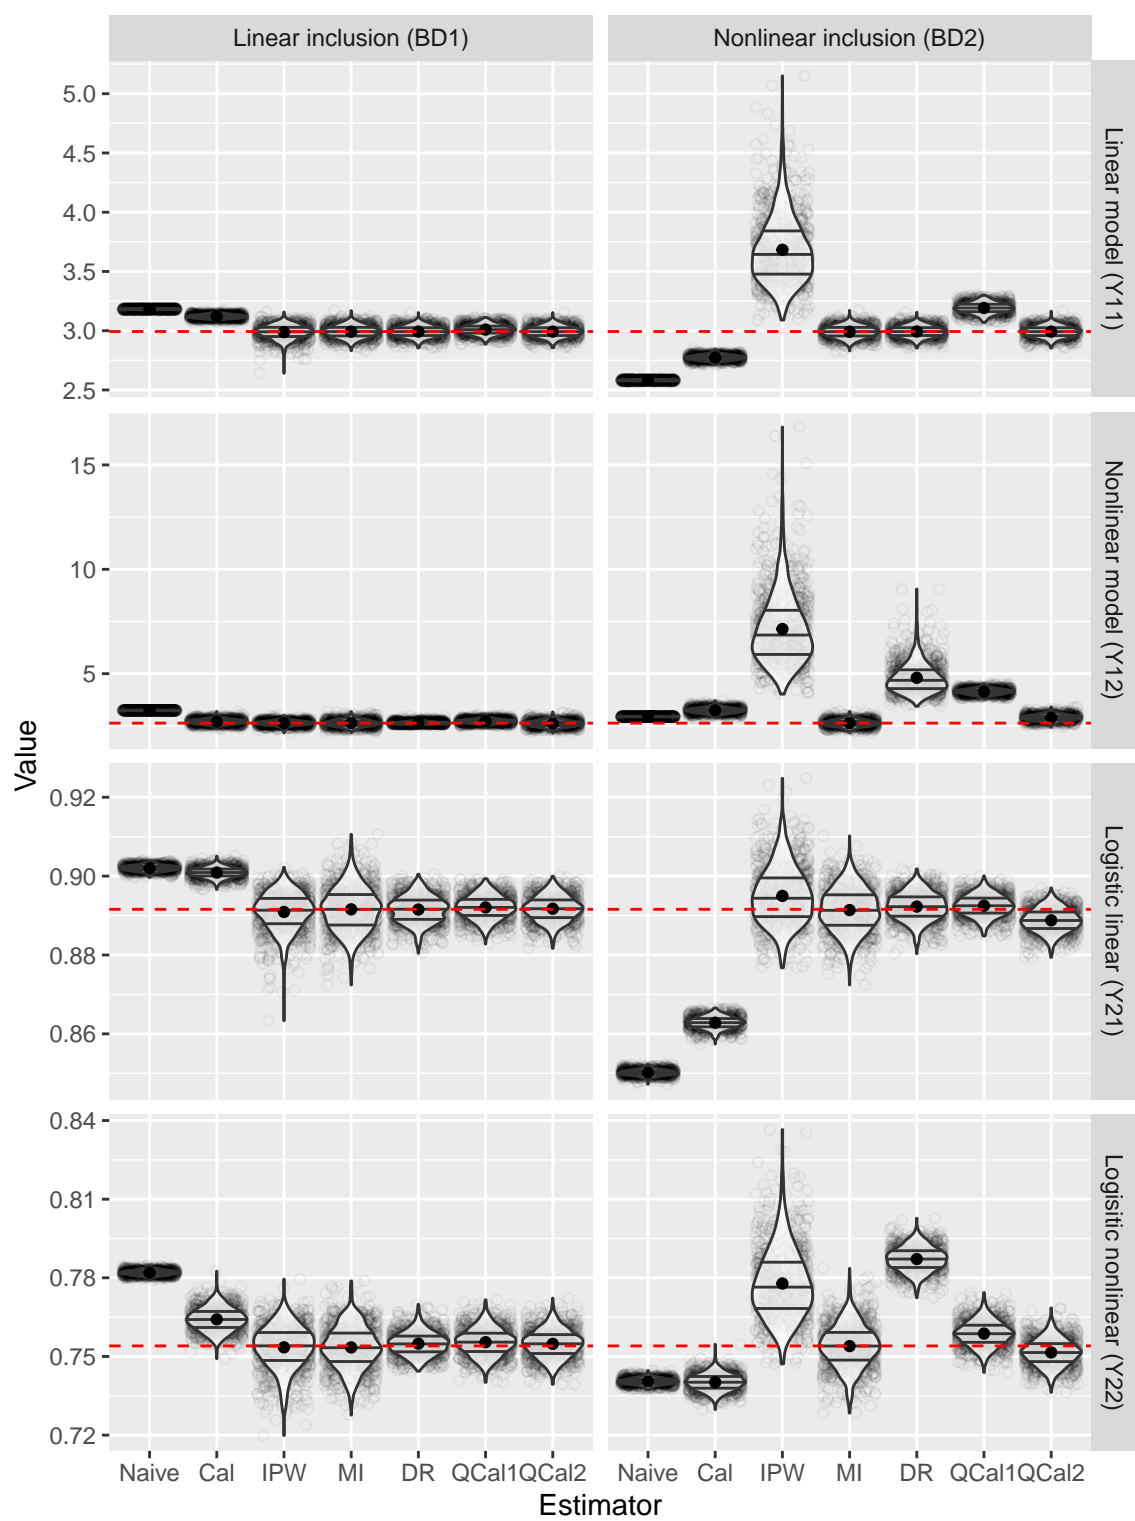 Linear inclusion (BD1)
Nonlinear inclusion (BD2)
5.0
4.5
4.0
3.5
3.0
2.5
Linear model (Y11)
15
10
5
Nonlinear model (Y12)
0.92
0.90
0.88
0.86
Logistic linear (Y21)
0.84
0.81
0.78
0.75
0.72
Logisitic nonlinear (Y22)
Value
Naive Cal IPW MI DR QCal1 QCal2
Naive Cal IPW MI DR QCal1 QCal2
Estimator